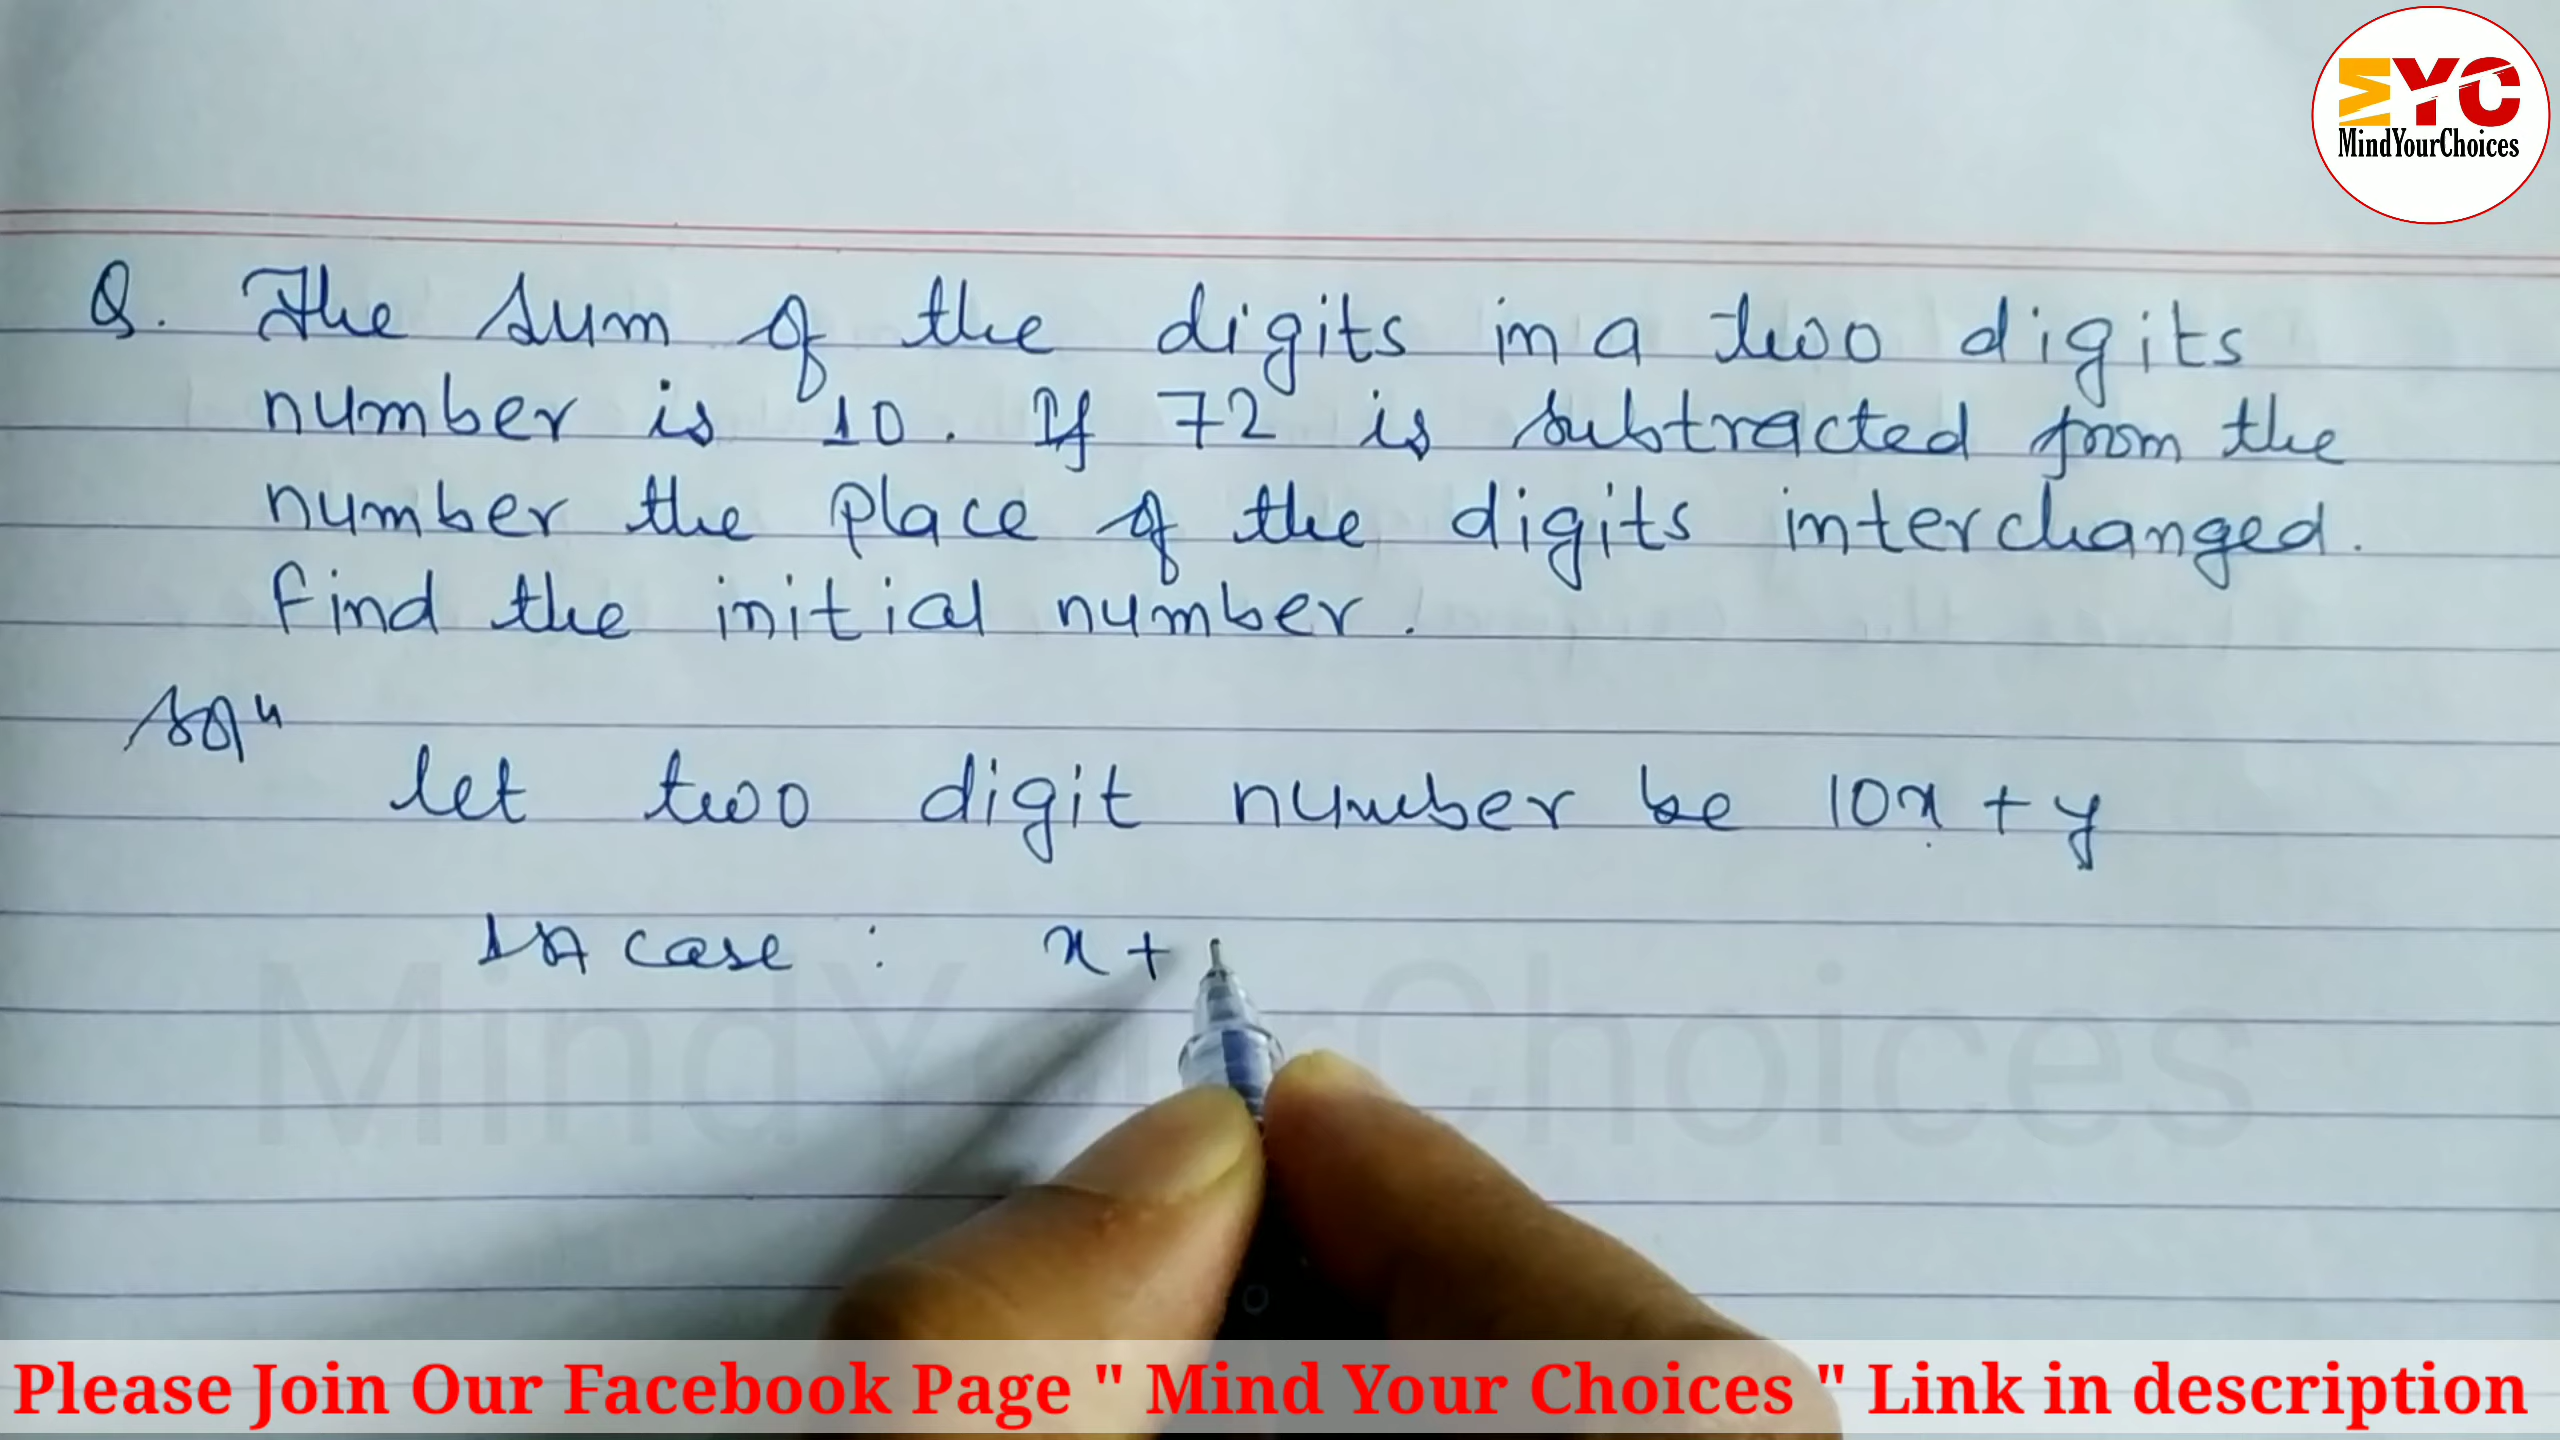 MYC
MindYourChoices
Q. The sum of the digits in a two digits
number is 10. If 72 is subtracted from the
number the place of the digits interchanged.
Find the initial number.
Solⁿ
let two digit number be 10x + y
1st case : x +
MindYourChoices
Please Join Our Facebook Page " Mind Your Choices " Link in description